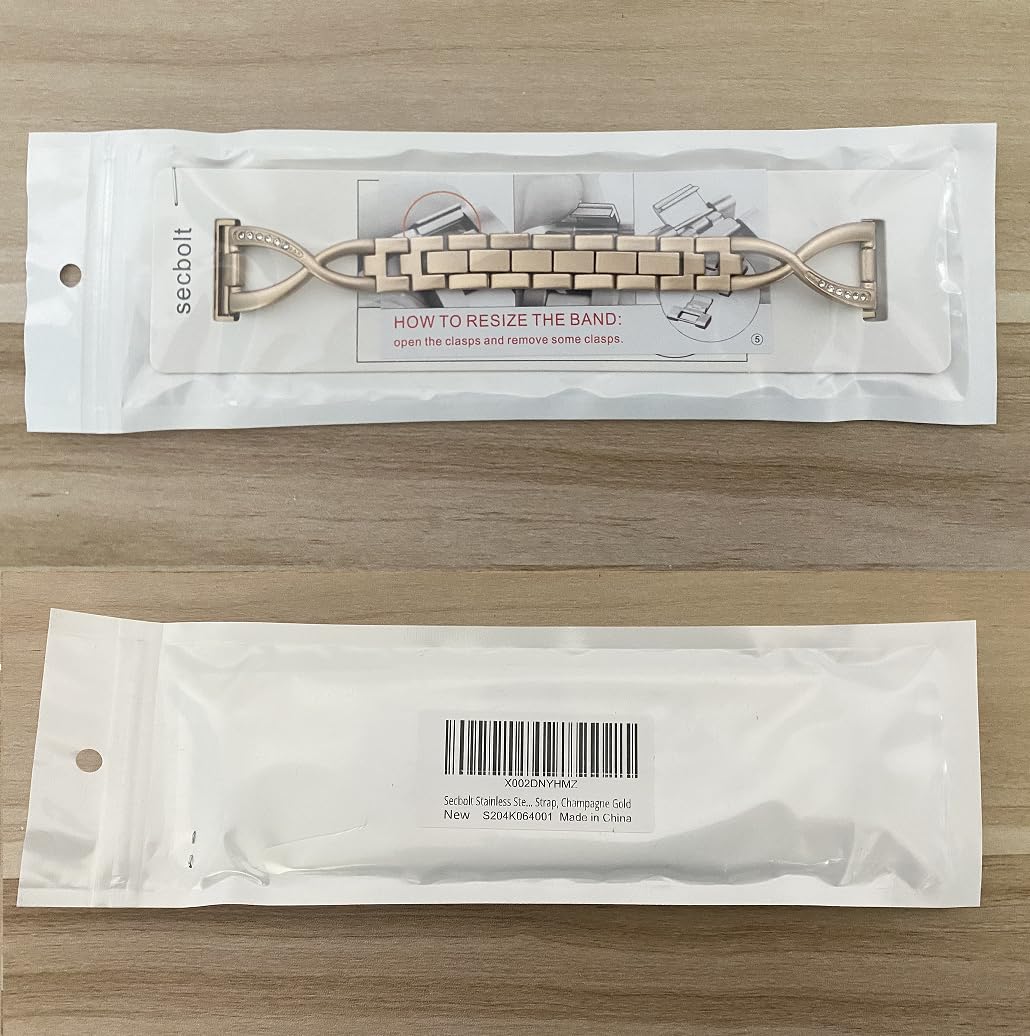 secbolt
HOW TO RESIZE THE BAND:
open the clasps and remove some clasps.
5
X002DNYHMZ
Secbolt Stainless Ste... Strap, Champagne Gold
New S204K064001 Made in China